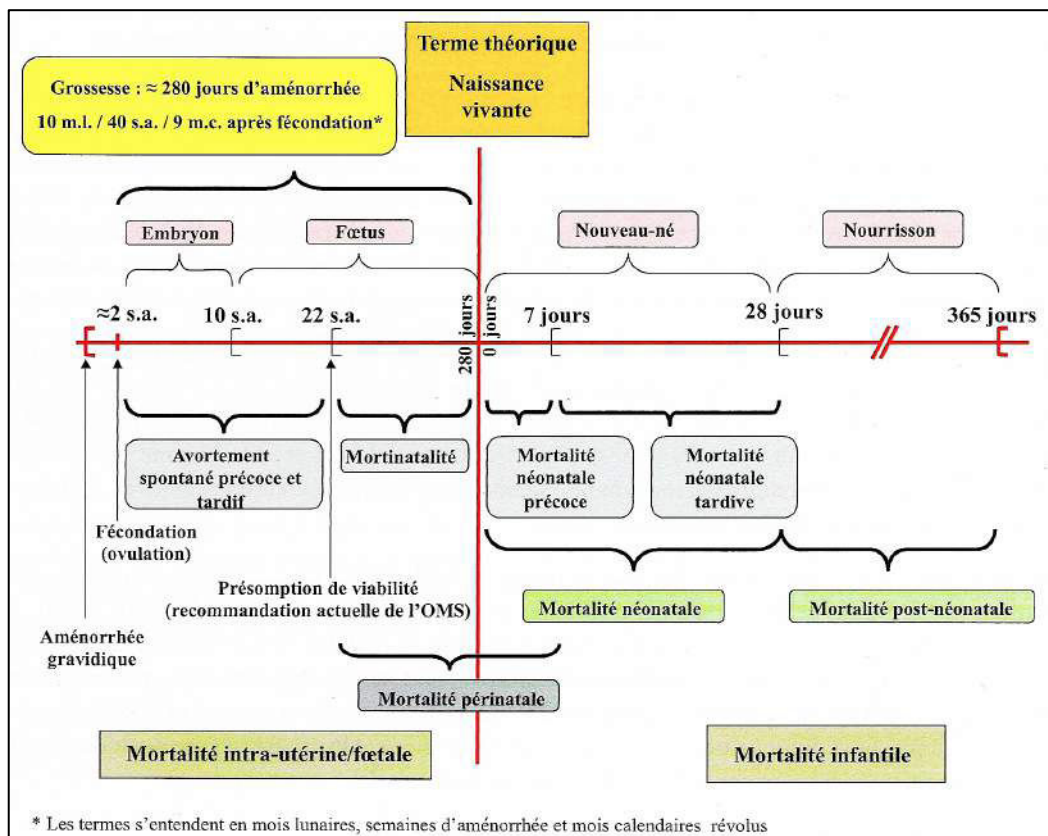 Terme théorique
Naissance
vivante
Grossesse : ≈ 280 jours d’aménorrhée
10 m.l. / 40 s.a. / 9 m.c. après fécondation*
Embryon
Fœtus
Nouveau-né
Nourrisson
≈2 s.a.
10 s.a.
22 s.a.
280 jours
0 jours
7 jours
28 jours
365 jours
Avortement
spontané précoce et
tardif
Mortinatalité
Mortalité
néonatale
précoce
Mortalité
néonatale
tardive
Fécondation
(ovulation)
Présomption de viabilité
(recommandation actuelle de l’OMS)
Mortalité néonatale
Mortalité post-néonatale
Aménorrhée
gravidique
Mortalité périnatale
Mortalité intra-utérine/fœtale
Mortalité infantile
* Les termes s’entendent en mois lunaires, semaines d’aménorrhée et mois calendaires révolus